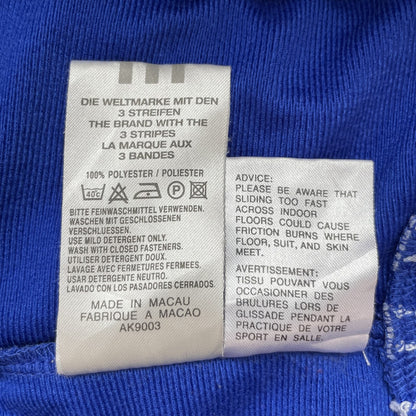 DIE WELTMARKE MIT DEN
3 STREIFEN
THE BRAND WITH THE
3 STRIPES
LA MARQUE AUX
3 BANDES
100% POLYESTER / POLIESTER
40C
P
BITTE FEINWASCHMITTEL VERWENDEN.
WASCHEN MIT GESCHLOSSENEN
VERSCHLUSSEN.
USE MILD DETERGENT ONLY.
WASH WITH CLOSED FASTENERS.
UTILISER DETERGENT DOUX.
LAVAGE AVEC FERMETURES FERMEES.
USAR DETERGENTE NEUTRO.
LAVADO CON LOS PASADORES CERRADOS.
MADE IN MACAU
FABRIQUE A MACAO
AK9003
ADVICE:
PLEASE BE AWARE THAT
SLIDING TOO FAST
ACROSS INDOOR
FLOORS COULD CAUSE
FRICTION BURNS WHERE
FLOOR, SUIT, AND SKIN
MEET.
AVERTISSEMENT:
TISSU POUVANT
OCCASIONNER DES
BRULURES LORS DE
GLISSADE PENDANT LA
PRACTIQUE DE VOTRE
SPORT EN SALLE.